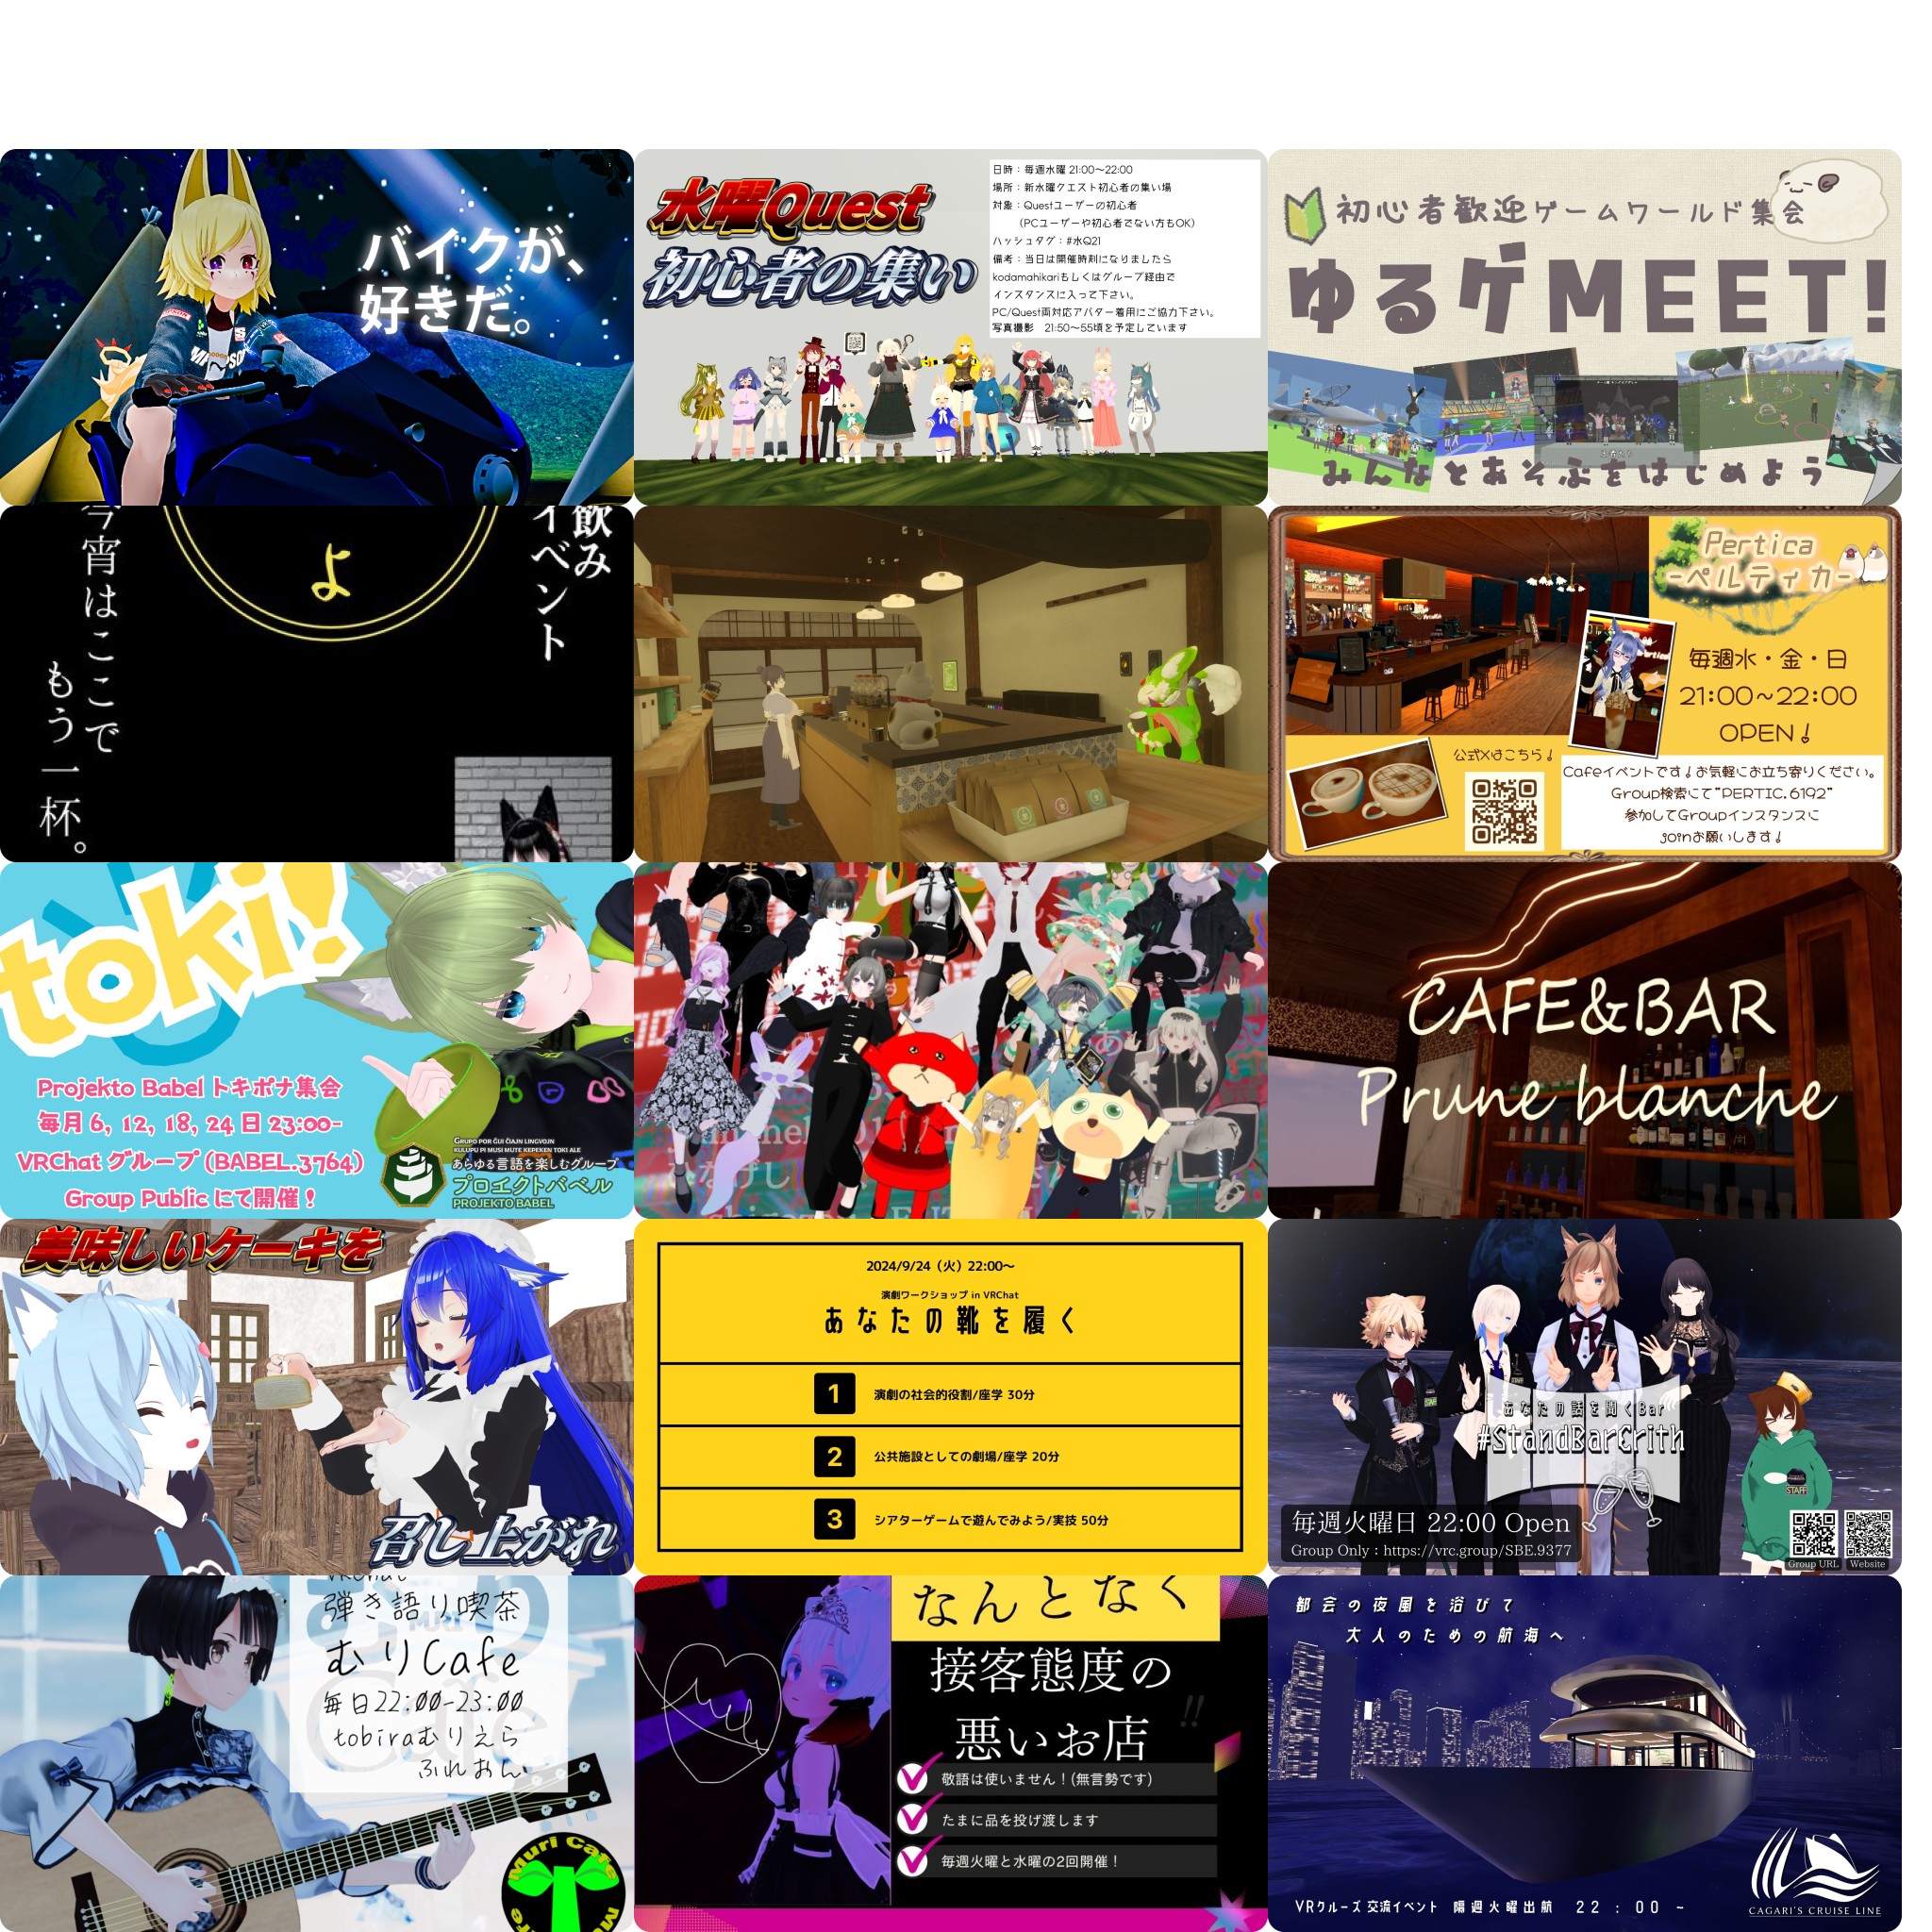 バイクが、
好きだ。
水曜Quest
初心者の集い
日時：毎週水曜 21:00～22:00
場所：新水曜クエスト初心者の集い場
対象：Questユーザーの初心者
(PCユーザーや初心者でない方もOK)
ハッシュタグ：#水Q21
備考：当日は開催時刻になりましたら
kodamahikariもしくはグループ経由で
インスタンスに入って下さい。
PC/Quest両対応アバター着用にご協力下さい。
写真撮影　21:50～55頃を予定しています
初心者歓迎ゲームワールド集会
ゆるゲMEET!
みんなとあそぶをはじめよう
飲み
イベント
よ
今宵はここで
もう一杯。
Pertica
-ペルティカ-
毎週水・金・日
21:00~22:00
OPEN!
公式Xはこちら!
Cafeイベントです!お気軽にお立ち寄りください。
Group検索にて"PERTIC.6192"
参加してGroupインスタンスに
joinお願いします!
toki!
Projekto Babel トキポナ集会
毎月 6, 12, 18, 24 日 23:00-
VRChat グループ (BABEL.3764)
Group Public にて開催！
GRUPO POR ĈIUJ ĈIAJN LINGVOJN
KULUPU PI MUSI MUTE KEPEKEN TOKI ALE
あらゆる言語を楽しむグループ
プロエクトバベル
PROJEKTO BABEL
CAFE&BAR
Prune blanche
美味しいケーキを
召し上がれ
2024/9/24（火）22:00～
演劇ワークショップ in VRChat
あなたの靴を履く
1 演劇の社会的役割/座学 30分
2 公共施設としての劇場/座学 20分
3 シアターゲームで遊んでみよう/実技 50分
あなたの話を聞くBar
#StandBarCrith
STAFF
毎週火曜日 22:00 Open
Group Only : https://vrc.group/SBE.9377
Group URL
Website
VRChat
弾き語り喫茶
むりCafe
毎日22:00-23:00
tobiraむりえら
ふれおん
Muri Cafe
なんとなく
接客態度の
悪いお店
!!
敬語は使いません！(無言勢です)
たまに品を投げ渡します
毎週火曜と水曜の2回開催！
都会の夜風を浴びて
大人のための航海へ
VRクルーズ 交流イベント 隔週火曜出航 22:00~
CAGARI'S CRUISE LINE